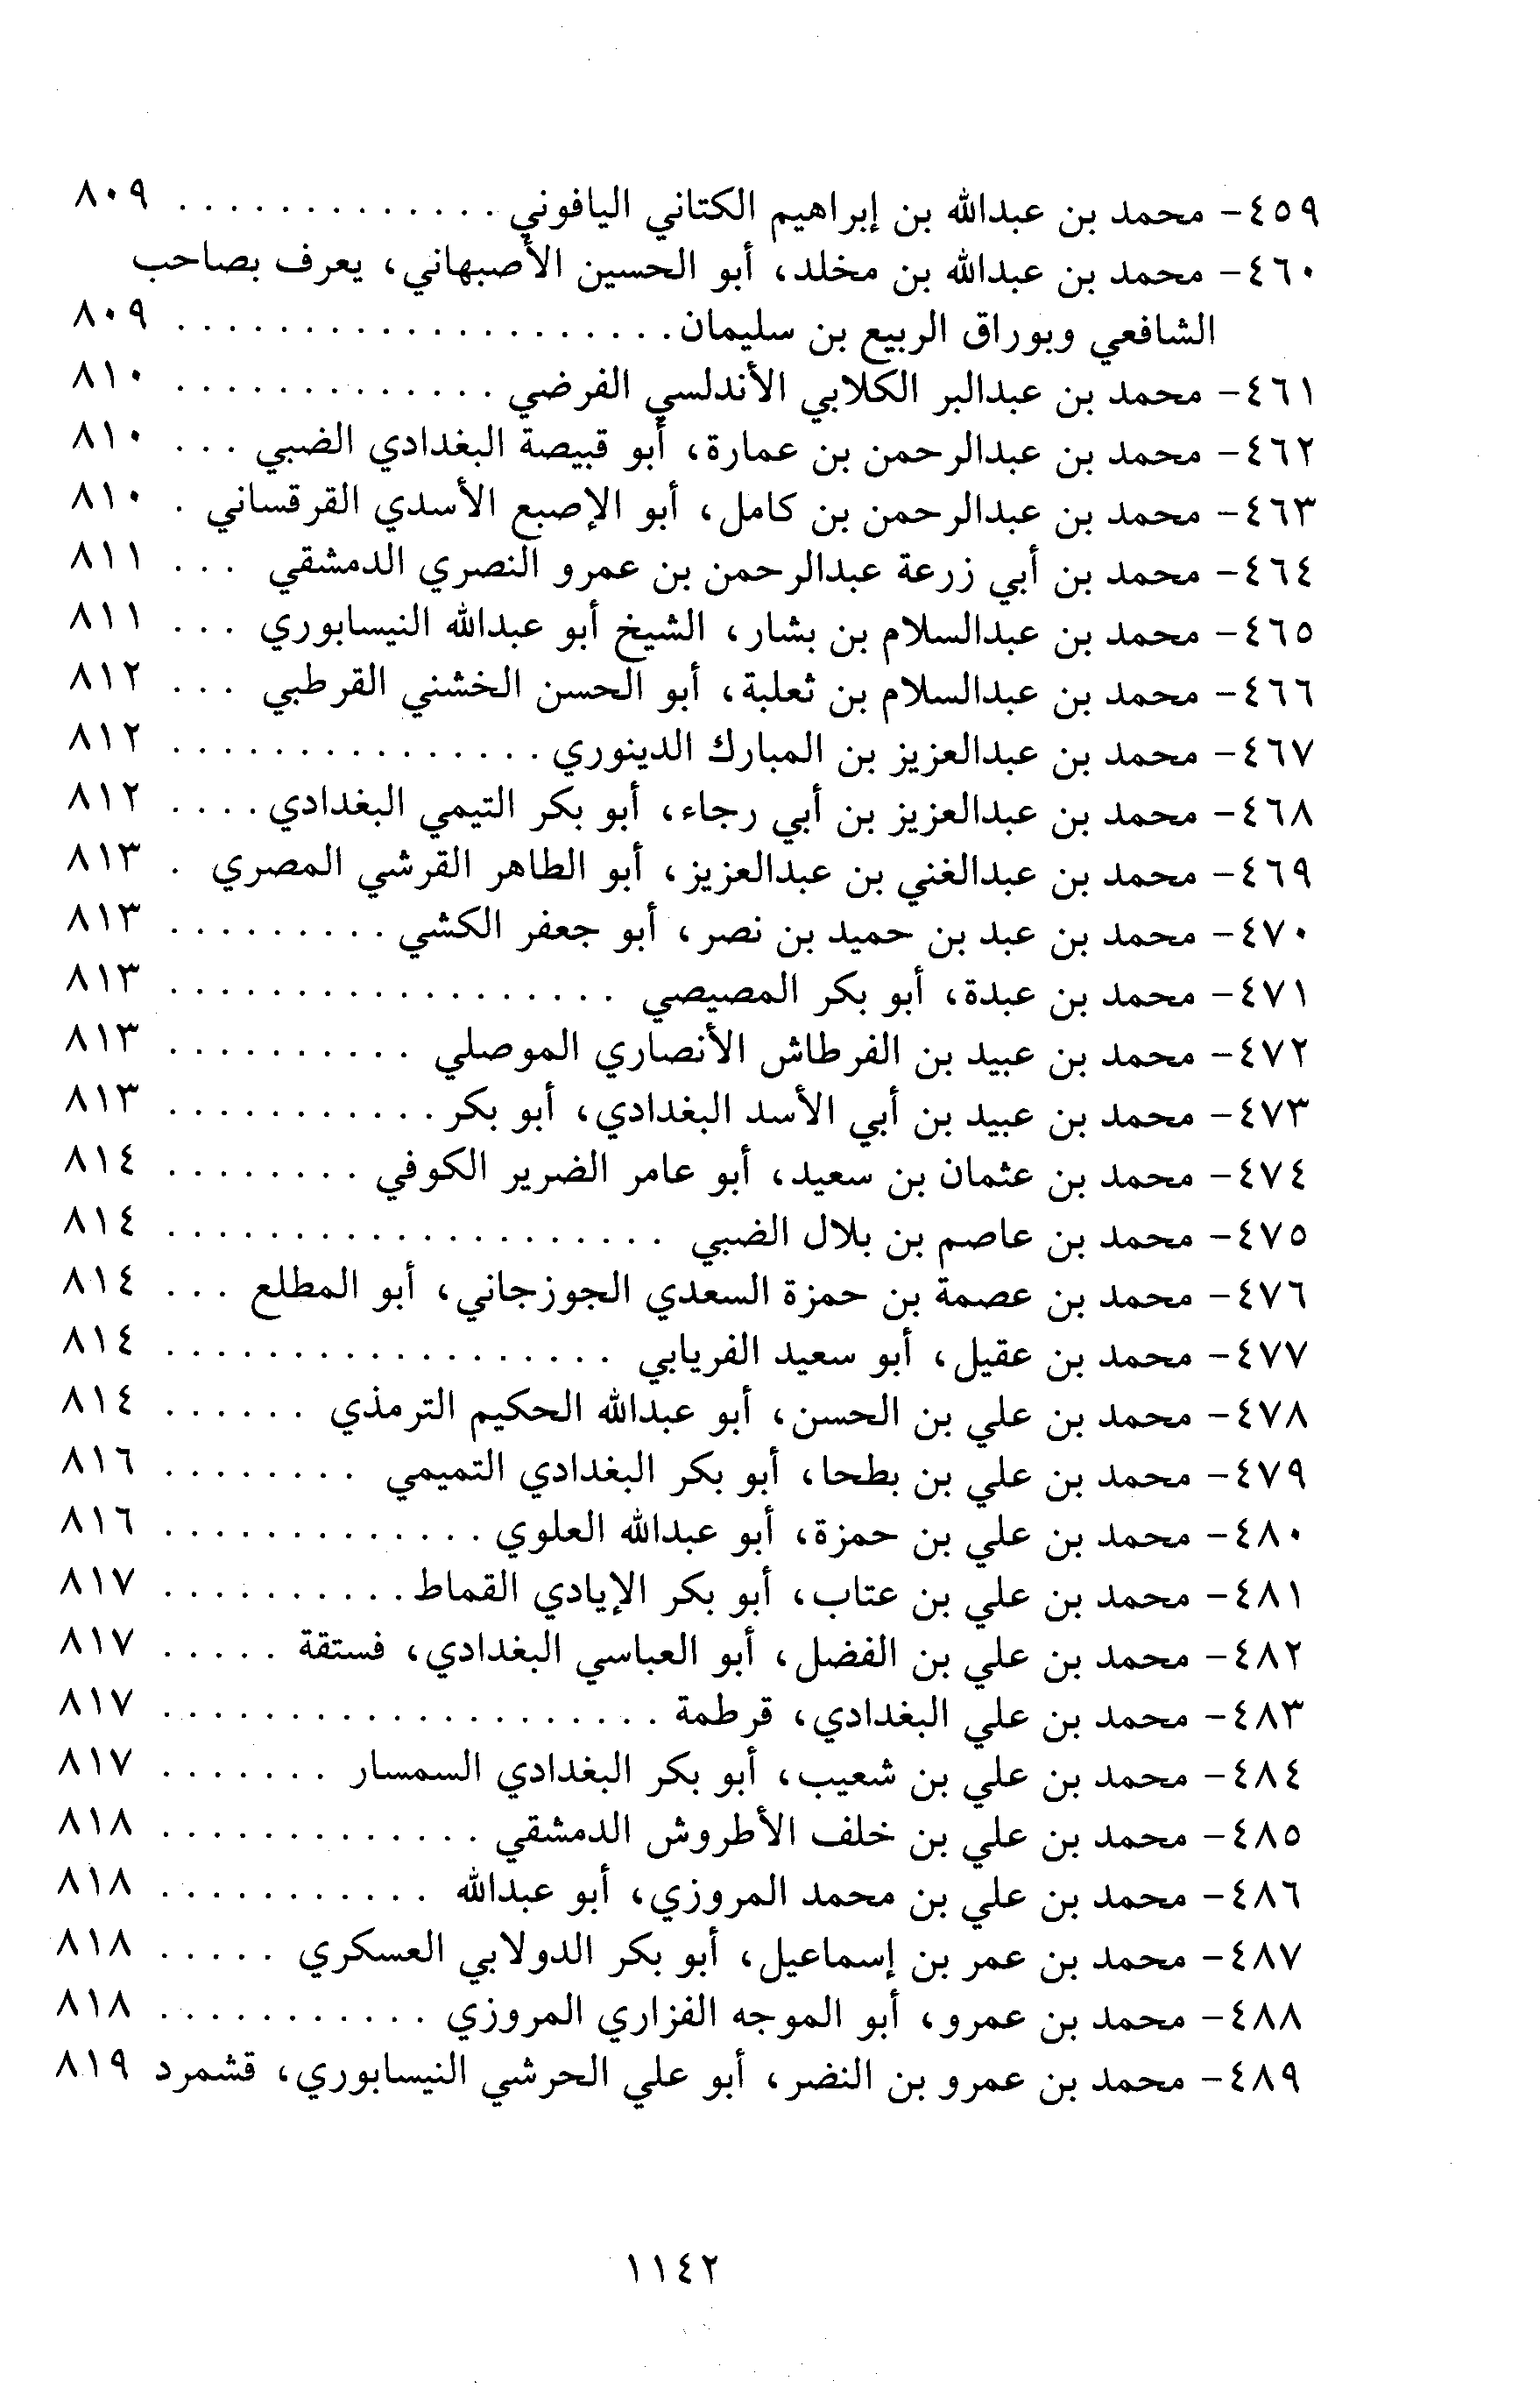 ٤٥٩- محمد بن عبدالله بن إبراهيم الكتاني اليافوني . . . . . . . . . . . . . ٨٠٩
٤٦٠- محمد بن عبدالله بن مخلد، أبو الحسين الأصبهاني، يعرف بصاحب
الشافعي وبوراق الربيع بن سليمان . . . . . . . . . . . . . . . . . . . . ٨٠٩
٤٦١- محمد بن عبدالبر الكلابي الأندلسي الفرضي . . . . . . . . . . . . . ٨١٠
٤٦٢- محمد بن عبدالرحمن بن عمارة، أبو قبيصة البغدادي الضبي . . . ٨١٠
٤٦٣- محمد بن عبدالرحمن بن كامل، أبو الإصبع الأسدي القرقساني . ٨١٠
٤٦٤- محمد بن أبي زرعة عبدالرحمن بن عمرو النصري الدمشقي . . . ٨١١
٤٦٥- محمد بن عبدالسلام بن بشار، الشيخ أبو عبدالله النيسابوري . . . ٨١١
٤٦٦- محمد بن عبدالسلام بن ثعلبة، أبو الحسن الخشني القرطبي . . . ٨١٢
٤٦٧- محمد بن عبدالعزيز بن المبارك الدينوري . . . . . . . . . . . . . . . ٨١٢
٤٦٨- محمد بن عبدالعزيز بن أبي رجاء، أبو بكر التيمي البغدادي . . . . ٨١٢
٤٦٩- محمد بن عبدالغني بن عبدالعزيز، أبو الطاهر القرشي المصري . ٨١٣
٤٧٠- محمد بن عبد بن حميد بن نصر، أبو جعفر الكشي . . . . . . . . . ٨١٣
٤٧١- محمد بن عبدة، أبو بكر المصيصي . . . . . . . . . . . . . . . . . . ٨١٣
٤٧٢- محمد بن عبيد بن الفرطاش الأنصاري الموصلي . . . . . . . . . . ٨١٣
٤٧٣- محمد بن عبيد بن أبي الأسد البغدادي، أبو بكر . . . . . . . . . . . ٨١٣
٤٧٤- محمد بن عثمان بن سعيد، أبو عامر الضرير الكوفي . . . . . . . . ٨١٤
٤٧٥- محمد بن عاصم بن بلال الضبي . . . . . . . . . . . . . . . . . . . . ٨١٤
٤٧٦- محمد بن عصمة بن حمزة السعدي الجوزجاني، أبو المطلع . . . ٨١٤
٤٧٧- محمد بن عقيل، أبو سعيد الفريابي . . . . . . . . . . . . . . . . . . ٨١٤
٤٧٨- محمد بن علي بن الحسن، أبو عبدالله الحكيم الترمذي . . . . . . ٨١٤
٤٧٩- محمد بن علي بن بطحا، أبو بكر البغدادي التميمي . . . . . . . . ٨١٦
٤٨٠- محمد بن علي بن حمزة، أبو عبدالله العلوي . . . . . . . . . . . . . ٨١٦
٤٨١- محمد بن علي بن عتاب، أبو بكر الإيادي القماط . . . . . . . . . . ٨١٧
٤٨٢- محمد بن علي بن الفضل، أبو العباسي البغدادي، فستقة . . . . . ٨١٧
٤٨٣- محمد بن علي البغدادي، قرطمة . . . . . . . . . . . . . . . . . . . . ٨١٧
٤٨٤- محمد بن علي بن شعيب، أبو بكر البغدادي السمسار . . . . . . . ٨١٧
٤٨٥- محمد بن علي بن خلف الأطروش الدمشقي . . . . . . . . . . . . . ٨١٨
٤٨٦- محمد بن علي بن محمد المروزي، أبو عبدالله . . . . . . . . . . . ٨١٨
٤٨٧- محمد بن عمر بن إسماعيل، أبو بكر الدولابي العسكري . . . . . ٨١٨
٤٨٨- محمد بن عمرو، أبو الموجه الفزاري المروزي . . . . . . . . . . . ٨١٨
٤٨٩- محمد بن عمرو بن النضر، أبو علي الحرشي النيسابوري، قشمرد ٨١٩
١١٤٢